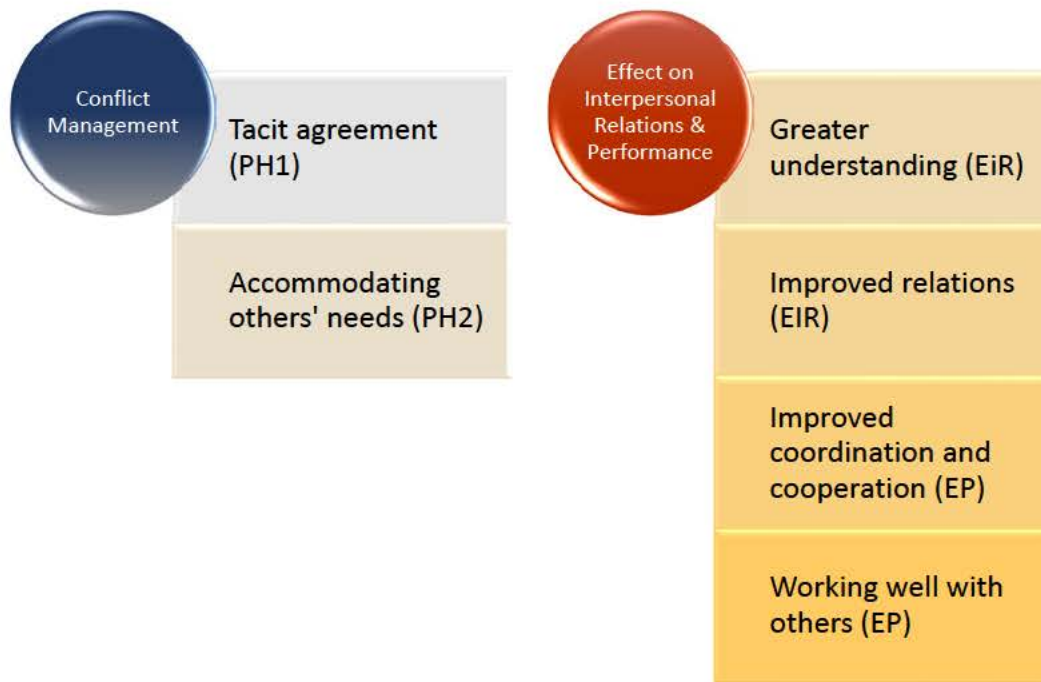 Conflict
Management
Tacit agreement
(PH1)
Accommodating
others' needs (PH2)
Effect on
Interpersonal
Relations &
Performance
Greater
understanding (EiR)
Improved relations
(EIR)
Improved
coordination and
cooperation (EP)
Working well with
others (EP)